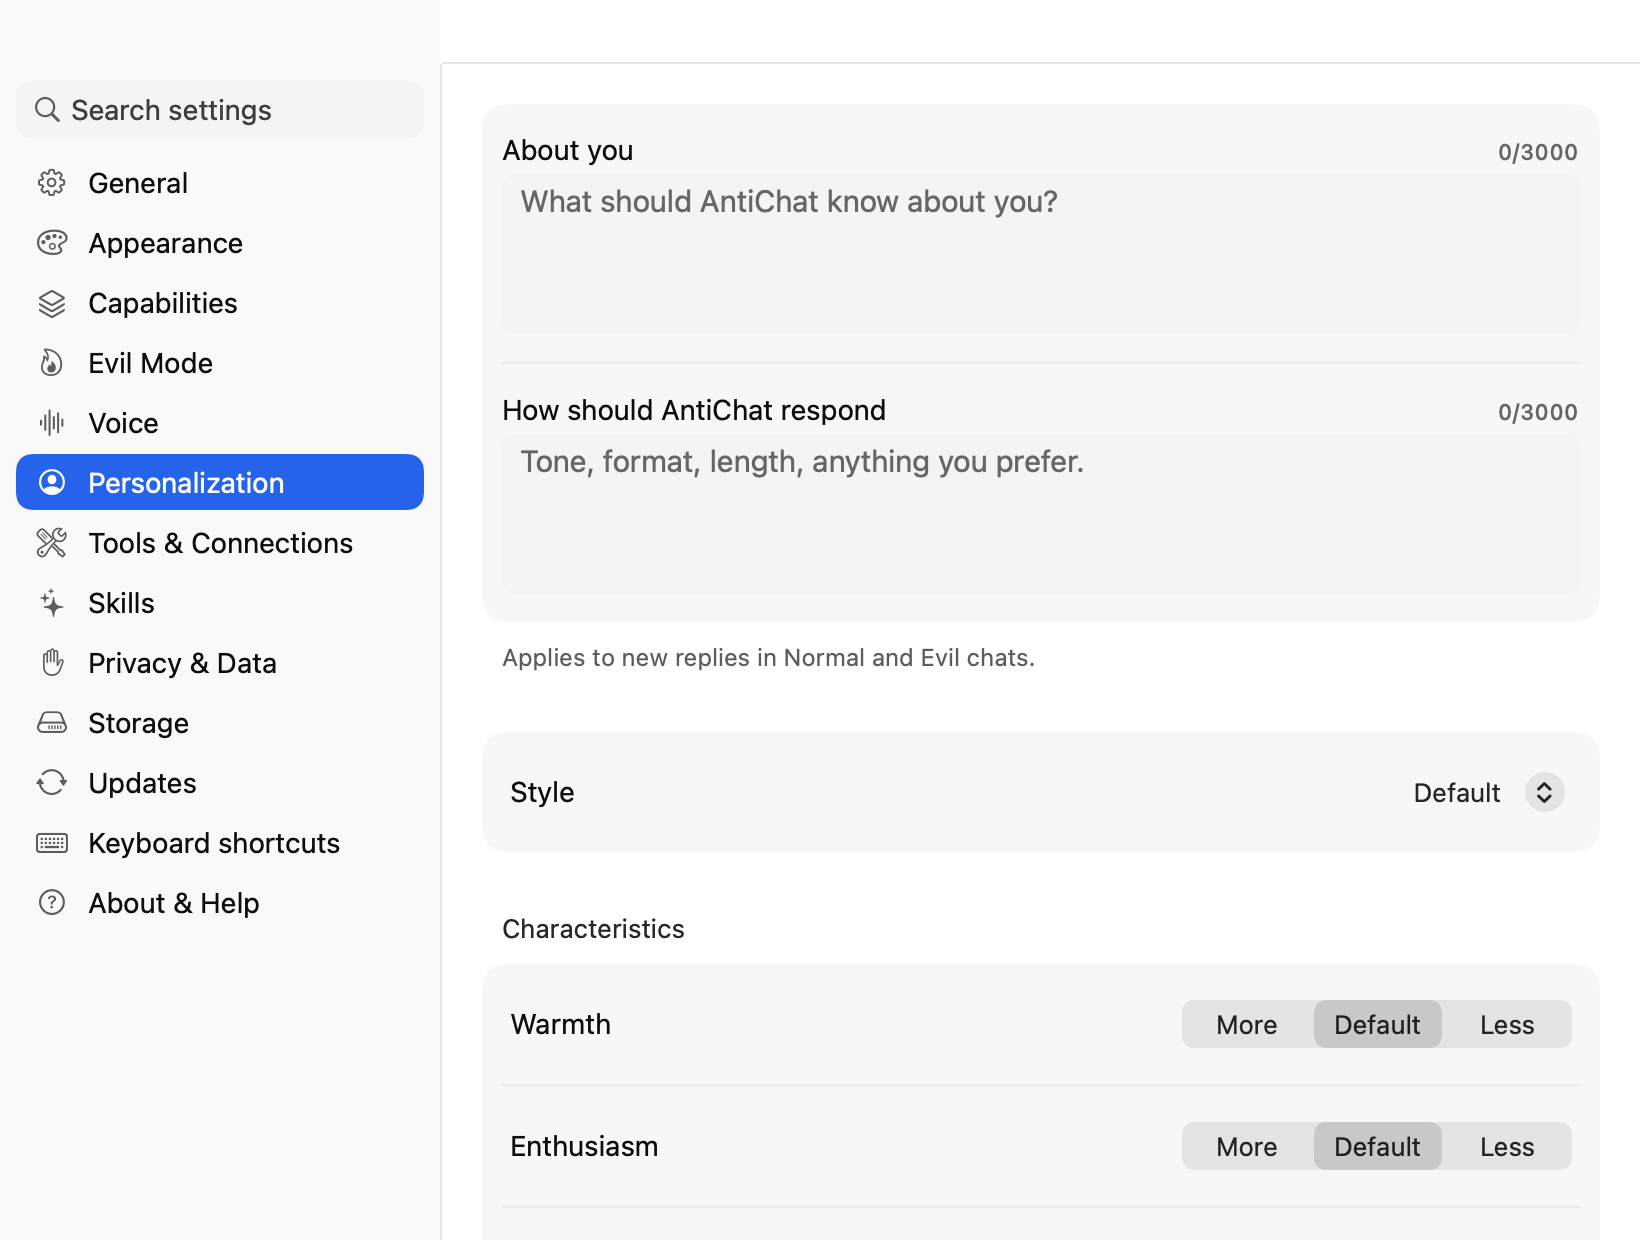 Search settings
General
Appearance
Capabilities
Evil Mode
Voice
Personalization
Tools & Connections
Skills
Privacy & Data
Storage
Updates
Keyboard shortcuts
About & Help
About you 0/3000
What should AntiChat know about you?
How should AntiChat respond 0/3000
Tone, format, length, anything you prefer.
Applies to new replies in Normal and Evil chats.
Style Default
Characteristics
Warmth More Default Less
Enthusiasm More Default Less